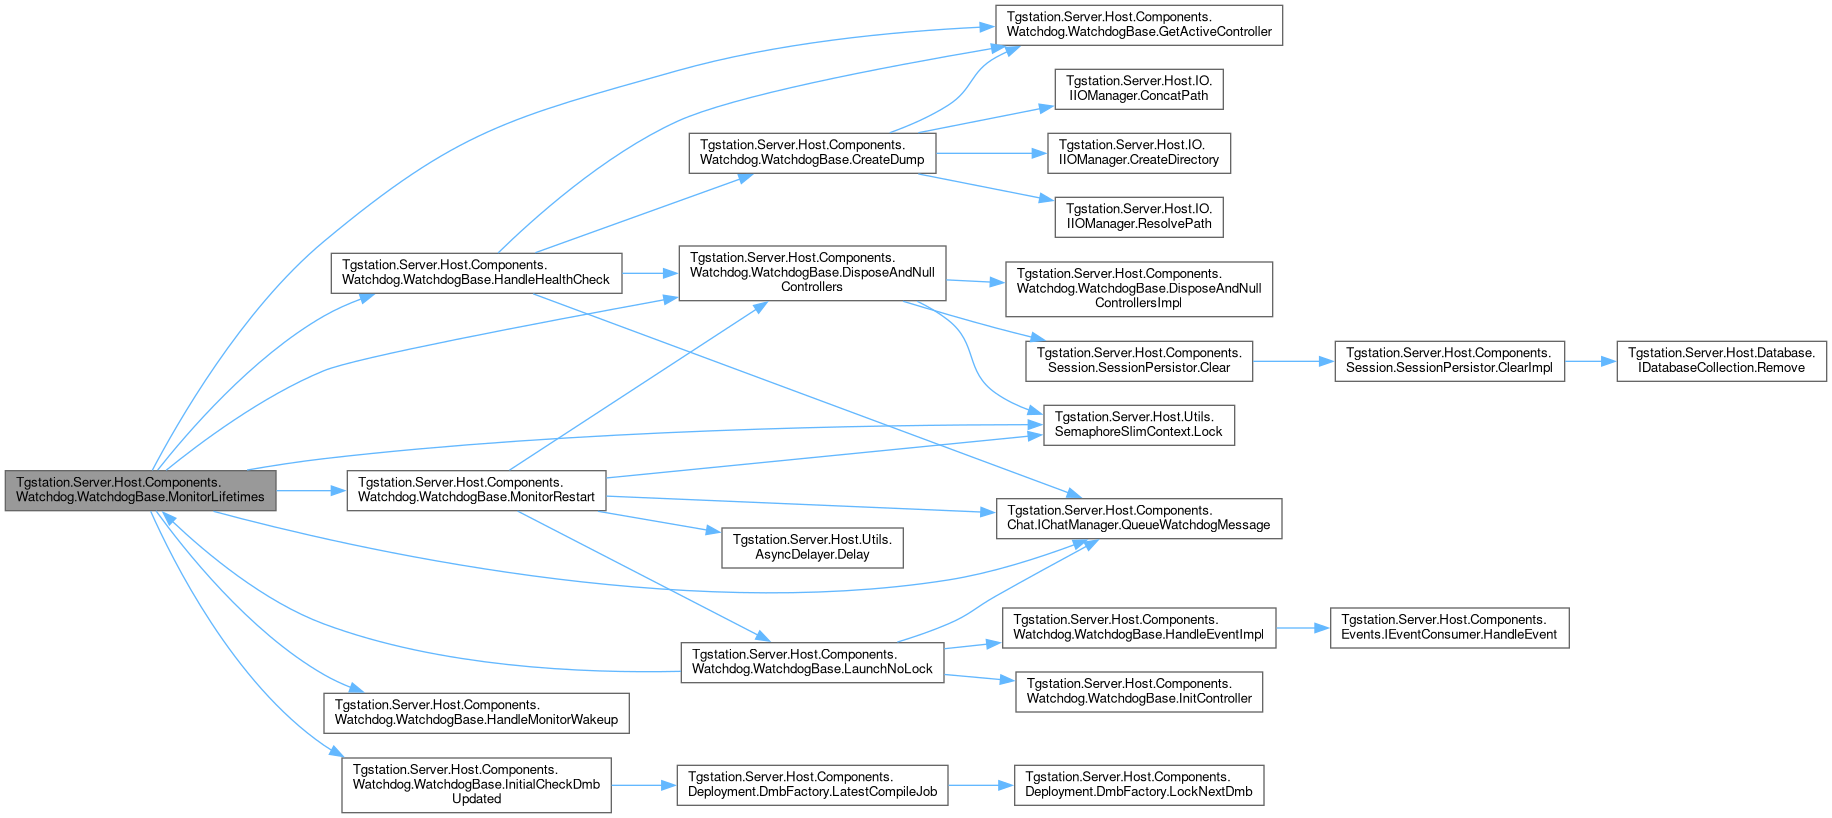 Tgstation.Server.Host.Components.
Watchdog.WatchdogBase.GetActiveController
Tgstation.Server.Host.IO.
IIOManager.ConcatPath
Tgstation.Server.Host.Components.
Watchdog.WatchdogBase.CreateDump
Tgstation.Server.Host.IO.
IIOManager.CreateDirectory
Tgstation.Server.Host.IO.
IIOManager.ResolvePath
Tgstation.Server.Host.Components.
Watchdog.WatchdogBase.HandleHealthCheck
Tgstation.Server.Host.Components.
Watchdog.WatchdogBase.DisposeAndNull
Controllers
Tgstation.Server.Host.Components.
Watchdog.WatchdogBase.DisposeAndNull
ControllersImpl
Tgstation.Server.Host.Components.
Session.SessionPersistor.Clear
Tgstation.Server.Host.Components.
Session.SessionPersistor.ClearImpl
Tgstation.Server.Host.Database.
IDatabaseCollection.Remove
Tgstation.Server.Host.Utils.
SemaphoreSlimContext.Lock
Tgstation.Server.Host.Components.
Watchdog.WatchdogBase.MonitorLifetimes
Tgstation.Server.Host.Components.
Watchdog.WatchdogBase.MonitorRestart
Tgstation.Server.Host.Components.
Chat.IChatManager.QueueWatchdogMessage
Tgstation.Server.Host.Utils.
AsyncDelayer.Delay
Tgstation.Server.Host.Components.
Watchdog.WatchdogBase.HandleEventImpl
Tgstation.Server.Host.Components.
Events.IEventConsumer.HandleEvent
Tgstation.Server.Host.Components.
Watchdog.WatchdogBase.LaunchNoLock
Tgstation.Server.Host.Components.
Watchdog.WatchdogBase.InitController
Tgstation.Server.Host.Components.
Watchdog.WatchdogBase.HandleMonitorWakeup
Tgstation.Server.Host.Components.
Watchdog.WatchdogBase.InitialCheckDmb
Updated
Tgstation.Server.Host.Components.
Deployment.DmbFactory.LatestCompileJob
Tgstation.Server.Host.Components.
Deployment.DmbFactory.LockNextDmb